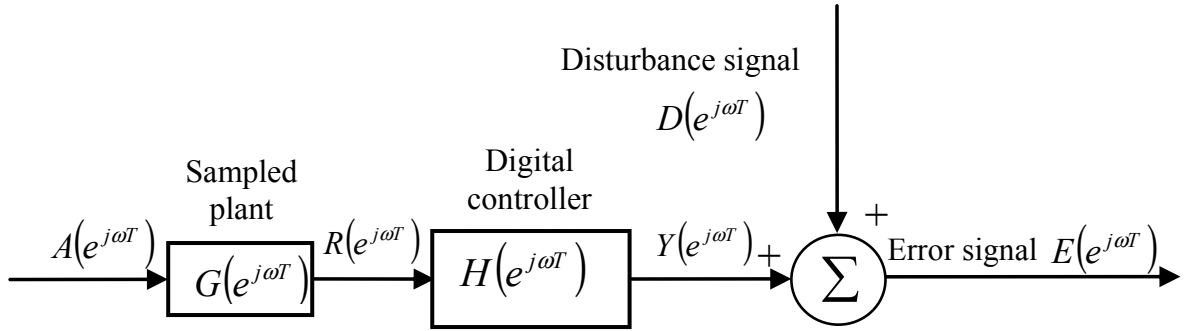 Disturbance signal
D(e^{jωT})
Sampled
plant
Digital
controller
A(e^{jωT})
G(e^{jωT})
R(e^{jωT})
H(e^{jωT})
Y(e^{jωT})
+
+
Σ
Error signal E(e^{jωT})